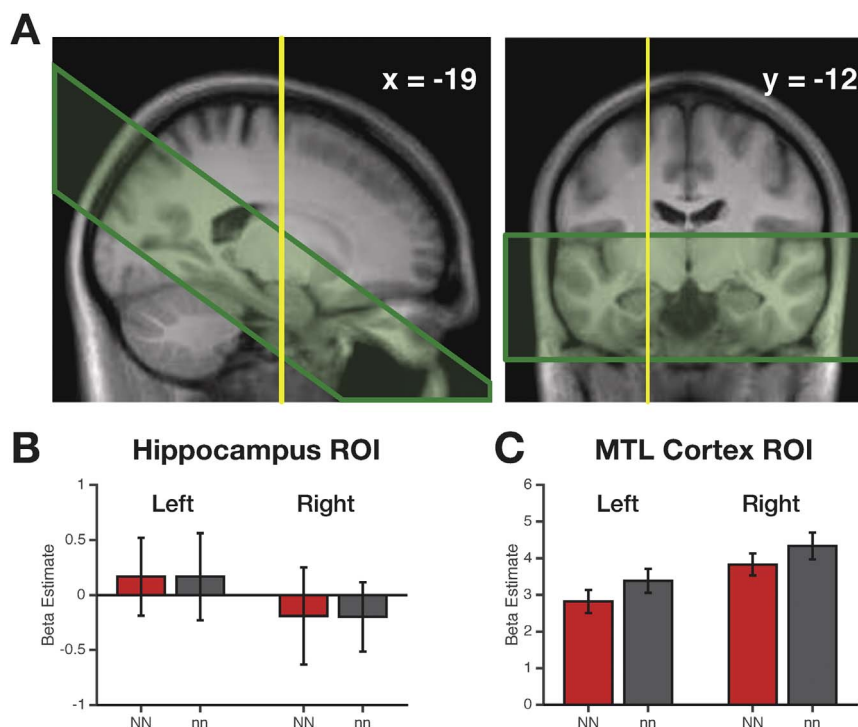 A
x = -19
y = -12
B Hippocampus ROI
Left Right
Beta Estimate
1
0.5
0
-0.5
-1
NN nn NN nn
C MTL Cortex ROI
Left Right
Beta Estimate
6
5
4
3
2
1
0
NN nn NN nn